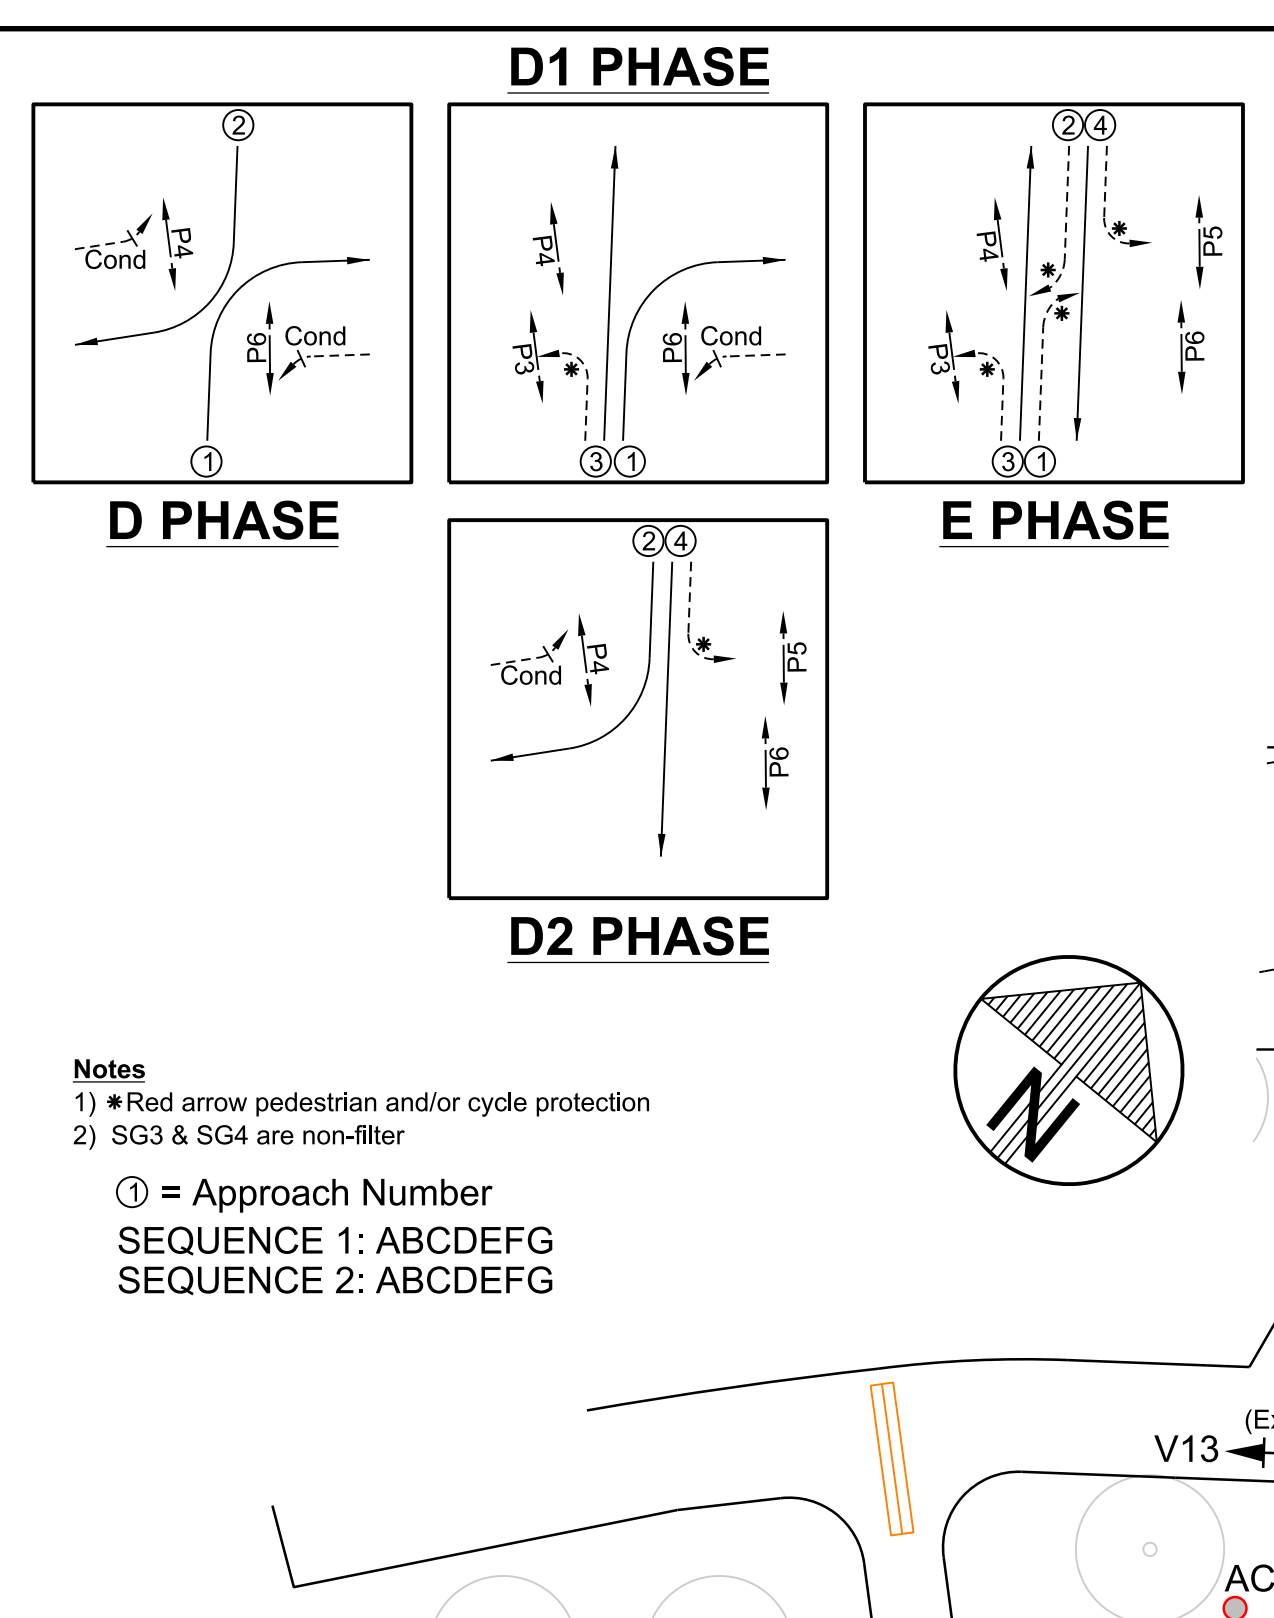 D1 PHASE
2
P4
Cond
P6
Cond
1
D PHASE
P4
P3
P6
Cond
3 1
2 4
P4
P5
P3
P6
3 1
E PHASE
2 4
P4
Cond
P5
P6
D2 PHASE
N
Notes
1) *Red arrow pedestrian and/or cycle protection
2) SG3 & SG4 are non-filter
1 = Approach Number
SEQUENCE 1: ABCDEFG
SEQUENCE 2: ABCDEFG
V13
AC